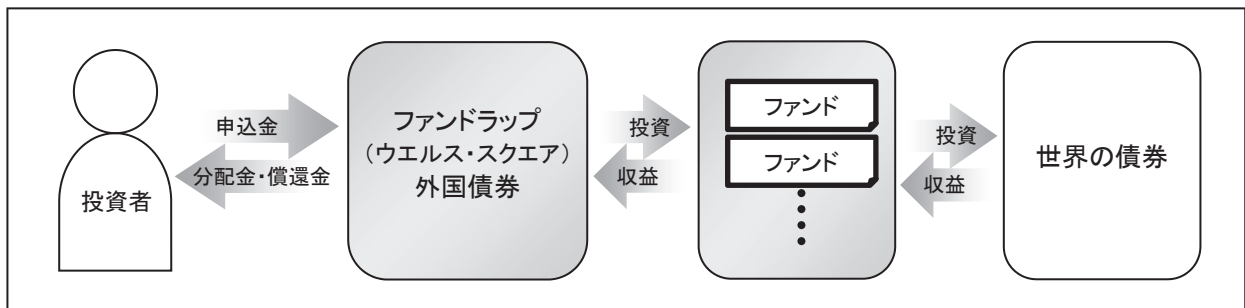 投資者
申込金
分配金・償還金
ファンドラップ
（ウエルス・スクエア）
外国債券
投資
収益
ファンド
ファンド
投資
収益
世界の債券